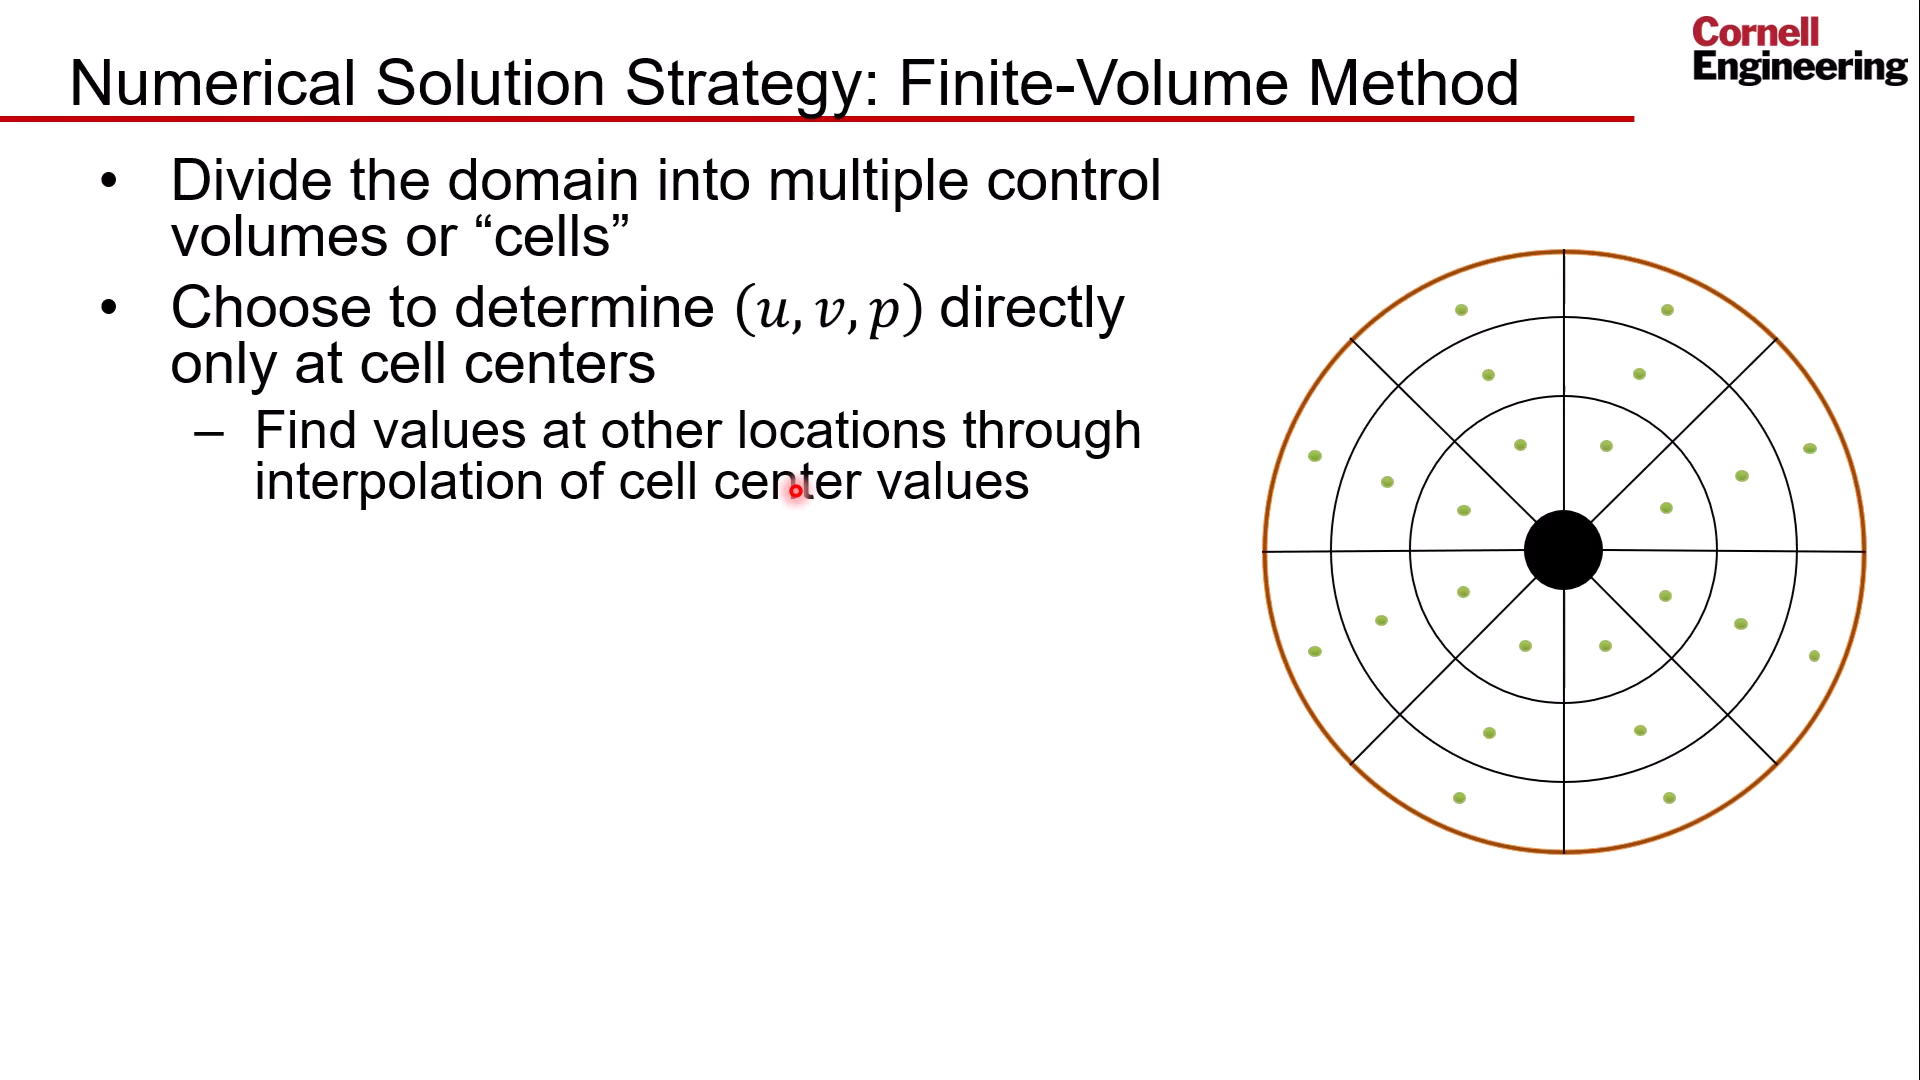 Cornell
Engineering
Numerical Solution Strategy: Finite-Volume Method
• Divide the domain into multiple control
volumes or “cells”
• Choose to determine (u, v, p) directly
only at cell centers
– Find values at other locations through
interpolation of cell center values